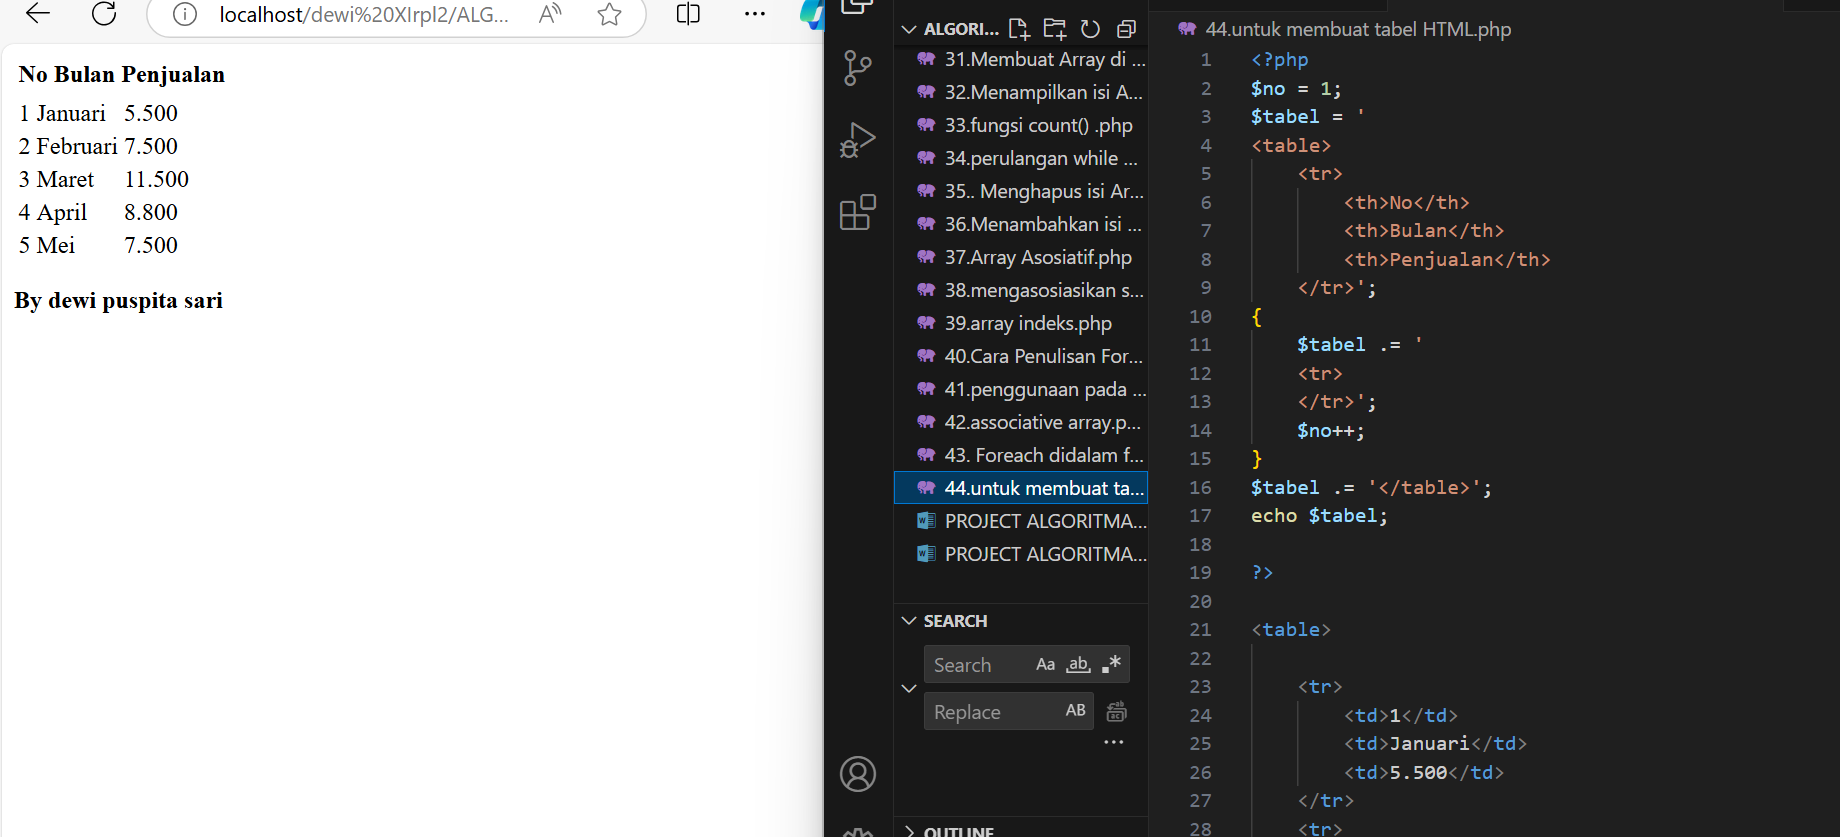 localhost/dewi%20XIrpl2/ALG...
No Bulan Penjualan
1 Januari 5.500
2 Februari 7.500
3 Maret 11.500
4 April 8.800
5 Mei 7.500
By dewi puspita sari
ALGORI...
31.Membuat Array di ...
32.Menampilkan isi A...
33.fungsi count() .php
34.perulangan while ...
35.. Menghapus isi Ar...
36.Menambahkan isi ...
37.Array Asosiatif.php
38.mengasosiasikan s...
39.array indeks.php
40.Cara Penulisan For...
41.penggunaan pada ...
42.associative array.p...
43. Foreach didalam f...
44.untuk membuat ta...
PROJECT ALGORITMA...
PROJECT ALGORITMA...
SEARCH
Search Aa ab .*
Replace AB
OUTLINE
44.untuk membuat tabel HTML.php
1 <?php
2 $no = 1;
3 $tabel = '
4 <table>
5 <tr>
6 <th>No</th>
7 <th>Bulan</th>
8 <th>Penjualan</th>
9 </tr>';
10 {
11 $tabel .= '
12 <tr>
13 </tr>';
14 $no++;
15 }
16 $tabel .= '</table>';
17 echo $tabel;
18
19 ?>
20
21 <table>
22
23 <tr>
24 <td>1</td>
25 <td>Januari</td>
26 <td>5.500</td>
27 </tr>
28 <tr>